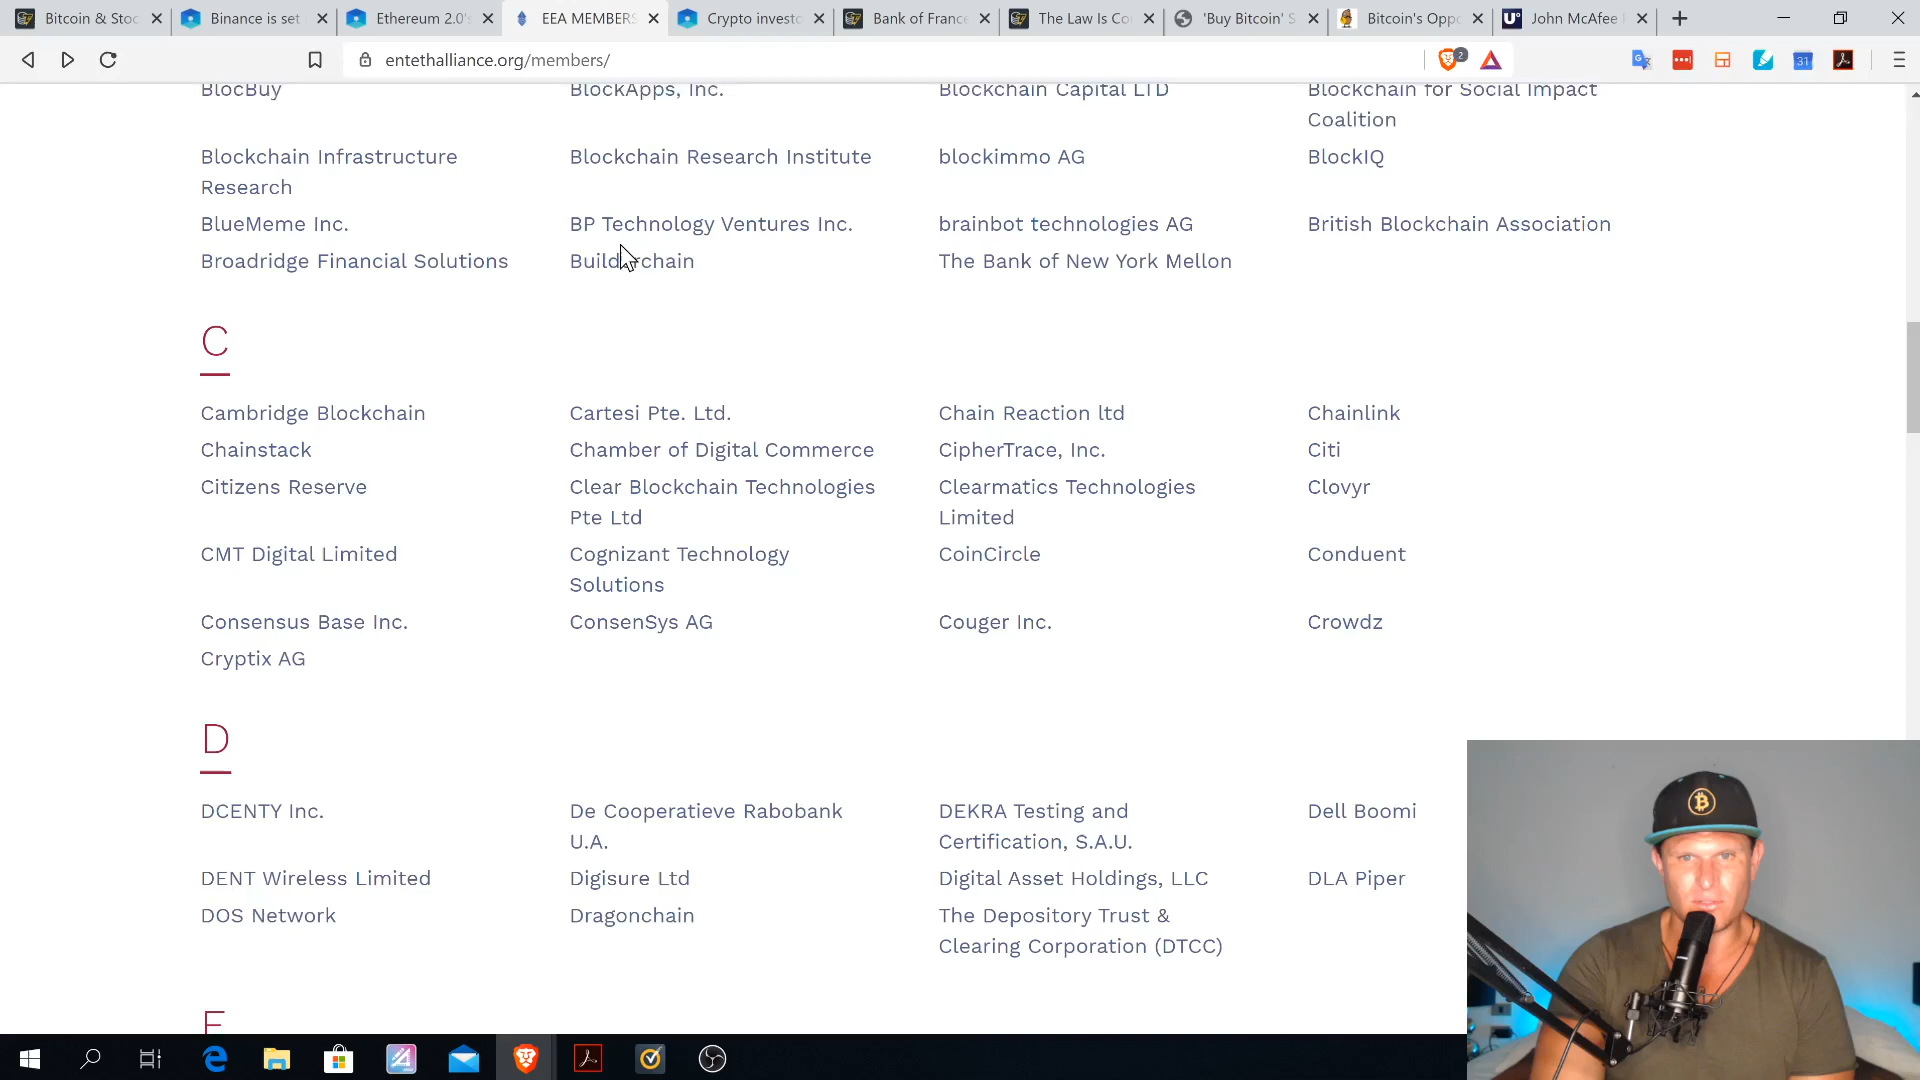 Bitcoin & Stoc
Binance is set
Ethereum 2.0's
EEA MEMBERS
Crypto investo
Bank of France
The Law Is Co
'Buy Bitcoin' S
Bitcoin's Oppo
John McAfee
entethalliance.org/members/
2
31
BlocBuy
BlockApps, Inc.
Blockchain Capital LTD
Blockchain for Social Impact
Coalition
Blockchain Infrastructure
Research
Blockchain Research Institute
blockimmo AG
BlockIQ
BlueMeme Inc.
BP Technology Ventures Inc.
brainbot technologies AG
British Blockchain Association
Broadridge Financial Solutions
The Bank of New York Mellon
C
Cambridge Blockchain
Cartesi Pte. Ltd.
Chain Reaction ltd
Chainlink
Chainstack
Chamber of Digital Commerce
CipherTrace, Inc.
Citi
Citizens Reserve
Clear Blockchain Technologies
Pte Ltd
Clearmatics Technologies
Limited
Clovyr
CMT Digital Limited
Cognizant Technology
Solutions
CoinCircle
Conduent
Consensus Base Inc.
ConsenSys AG
Couger Inc.
Crowdz
Cryptix AG
D
DCENTY Inc.
De Cooperatieve Rabobank
U.A.
DEKRA Testing and
Certification, S.A.U.
Dell Boomi
DENT Wireless Limited
Digisure Ltd
Digital Asset Holdings, LLC
DLA Piper
DOS Network
Dragonchain
The Depository Trust &
Clearing Corporation (DTCC)